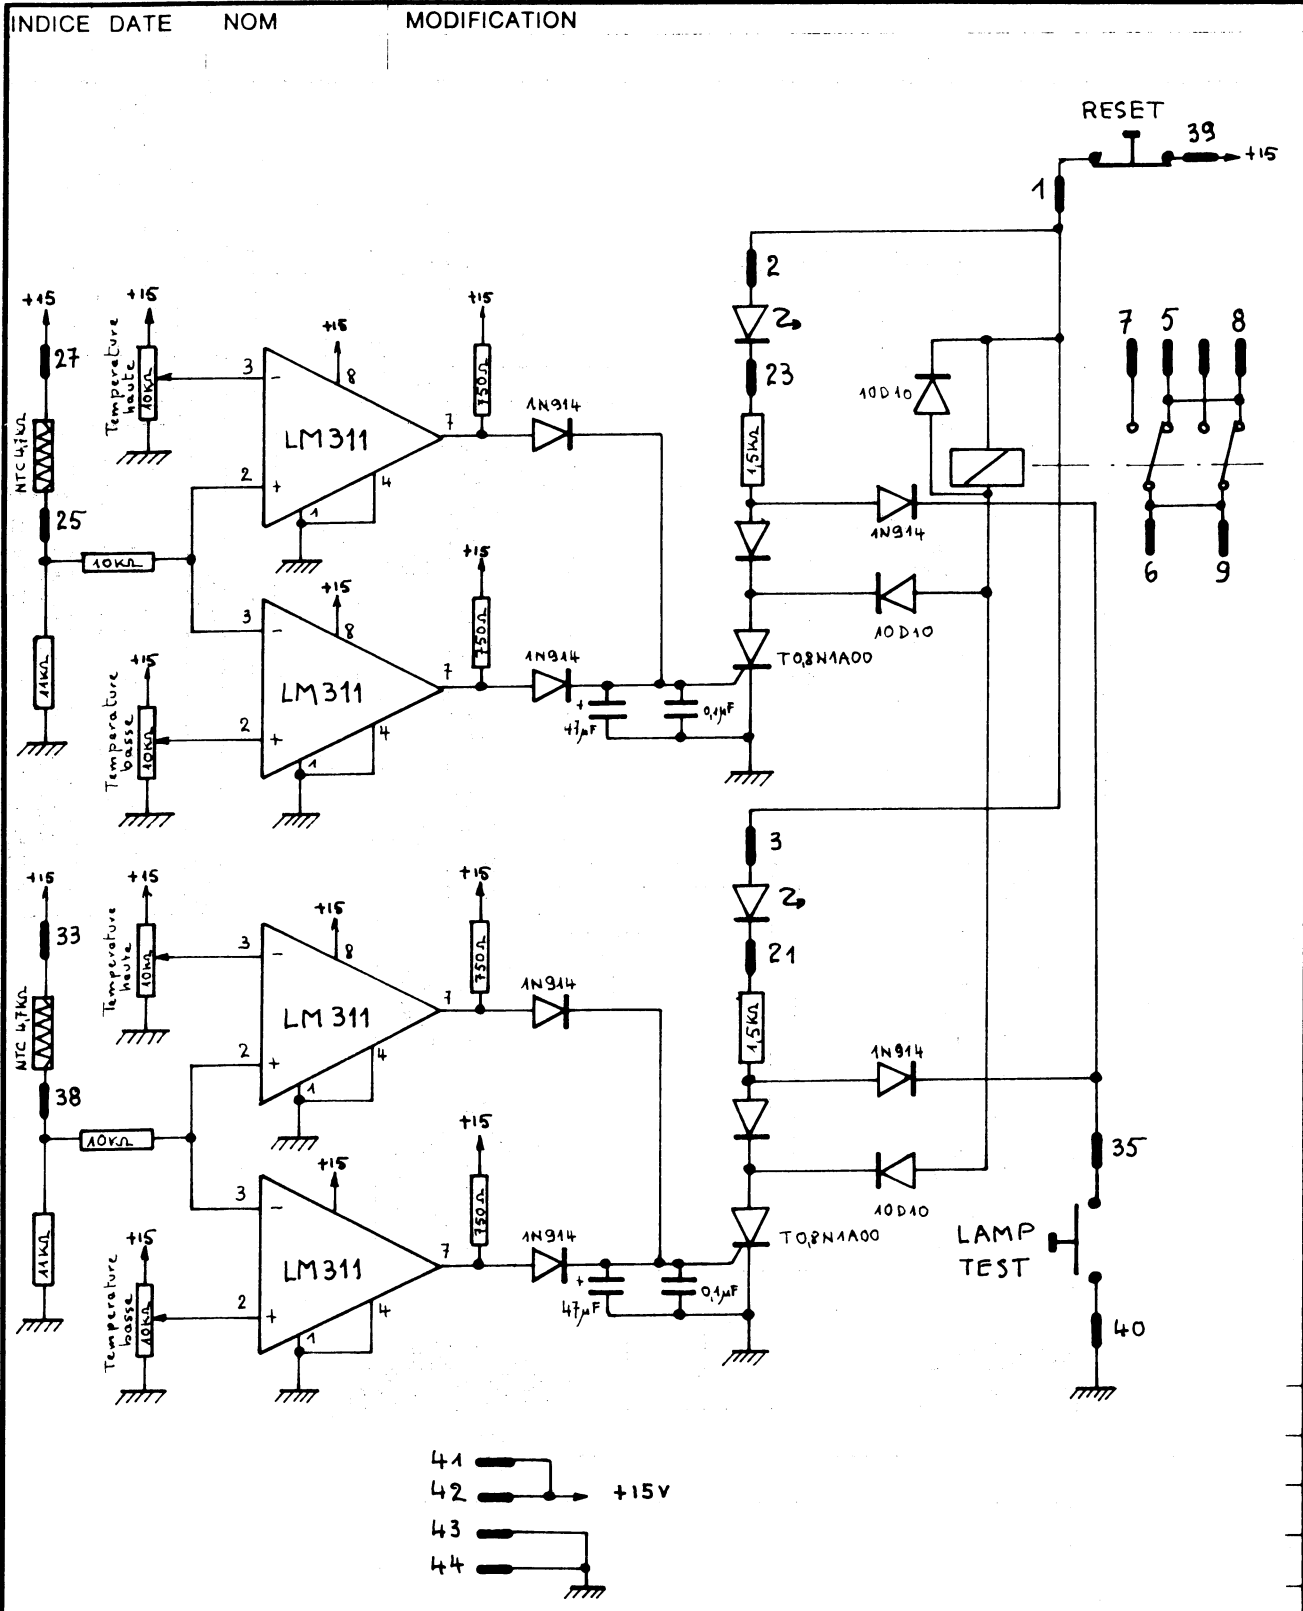 INDICE DATE NOM MODIFICATION
RESET
39
+15
1
2
+15
+15
+15
+15
27
Temperature
haute
10KΩ
3
-
8
LM311
7
750Ω
1N914
23
10D10
7
5
8
NTC 4,7KΩ
2
+
4
1
1,5KΩ
25
10KΩ
1N914
6
9
+15
+15
3
-
8
750Ω
10D10
11KΩ
+15
Temperature
basse
10KΩ
LM311
7
1N914
T0,8N1A00
2
+
4
1
+
47µF
0,1µF
3
+15
+15
+15
+15
33
Temperature
haute
10KΩ
3
-
8
750Ω
21
NTC 4,7KΩ
LM311
7
1N914
1,5KΩ
2
+
4
1
1N914
38
10KΩ
+15
+15
35
3
-
750Ω
10D10
11KΩ
+15
Temperature
basse
10KΩ
LM311
7
1N914
T0,8N1A00
LAMP
TEST
2
+
4
1
+
47µF
0,1µF
40
41
42
+15V
43
44